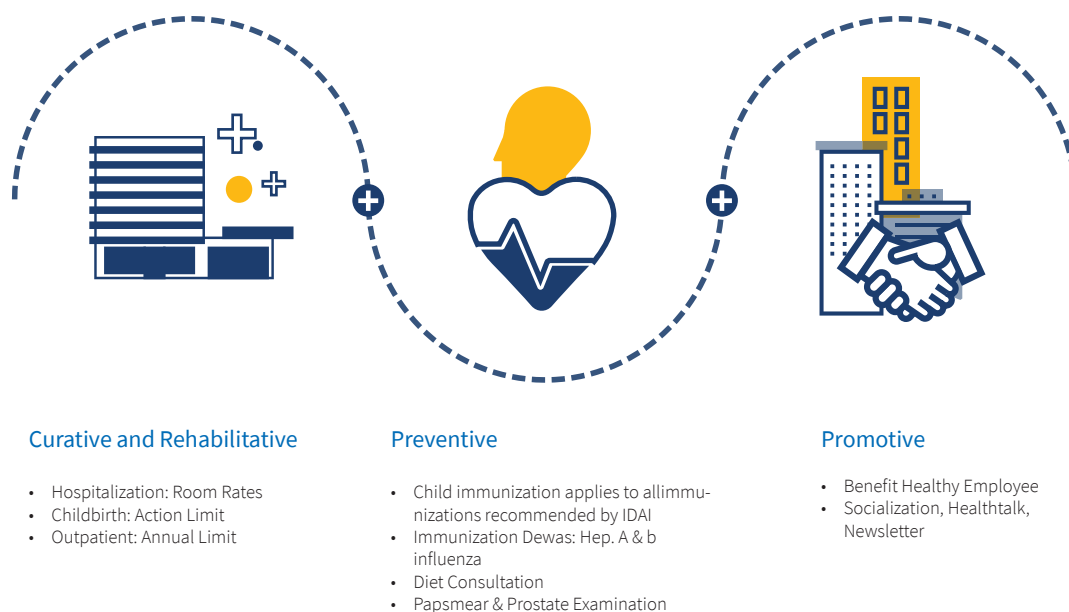 Curative and Rehabilitative
• Hospitalization: Room Rates
• Childbirth: Action Limit
• Outpatient: Annual Limit
Preventive
• Child immunization applies to allimmu-
nizations recommended by IDAI
• Immunization Dewas: Hep. A & b
influenza
• Diet Consultation
• Papsmear & Prostate Examination
Promotive
• Benefit Healthy Employee
• Socialization, Healthtalk,
Newsletter